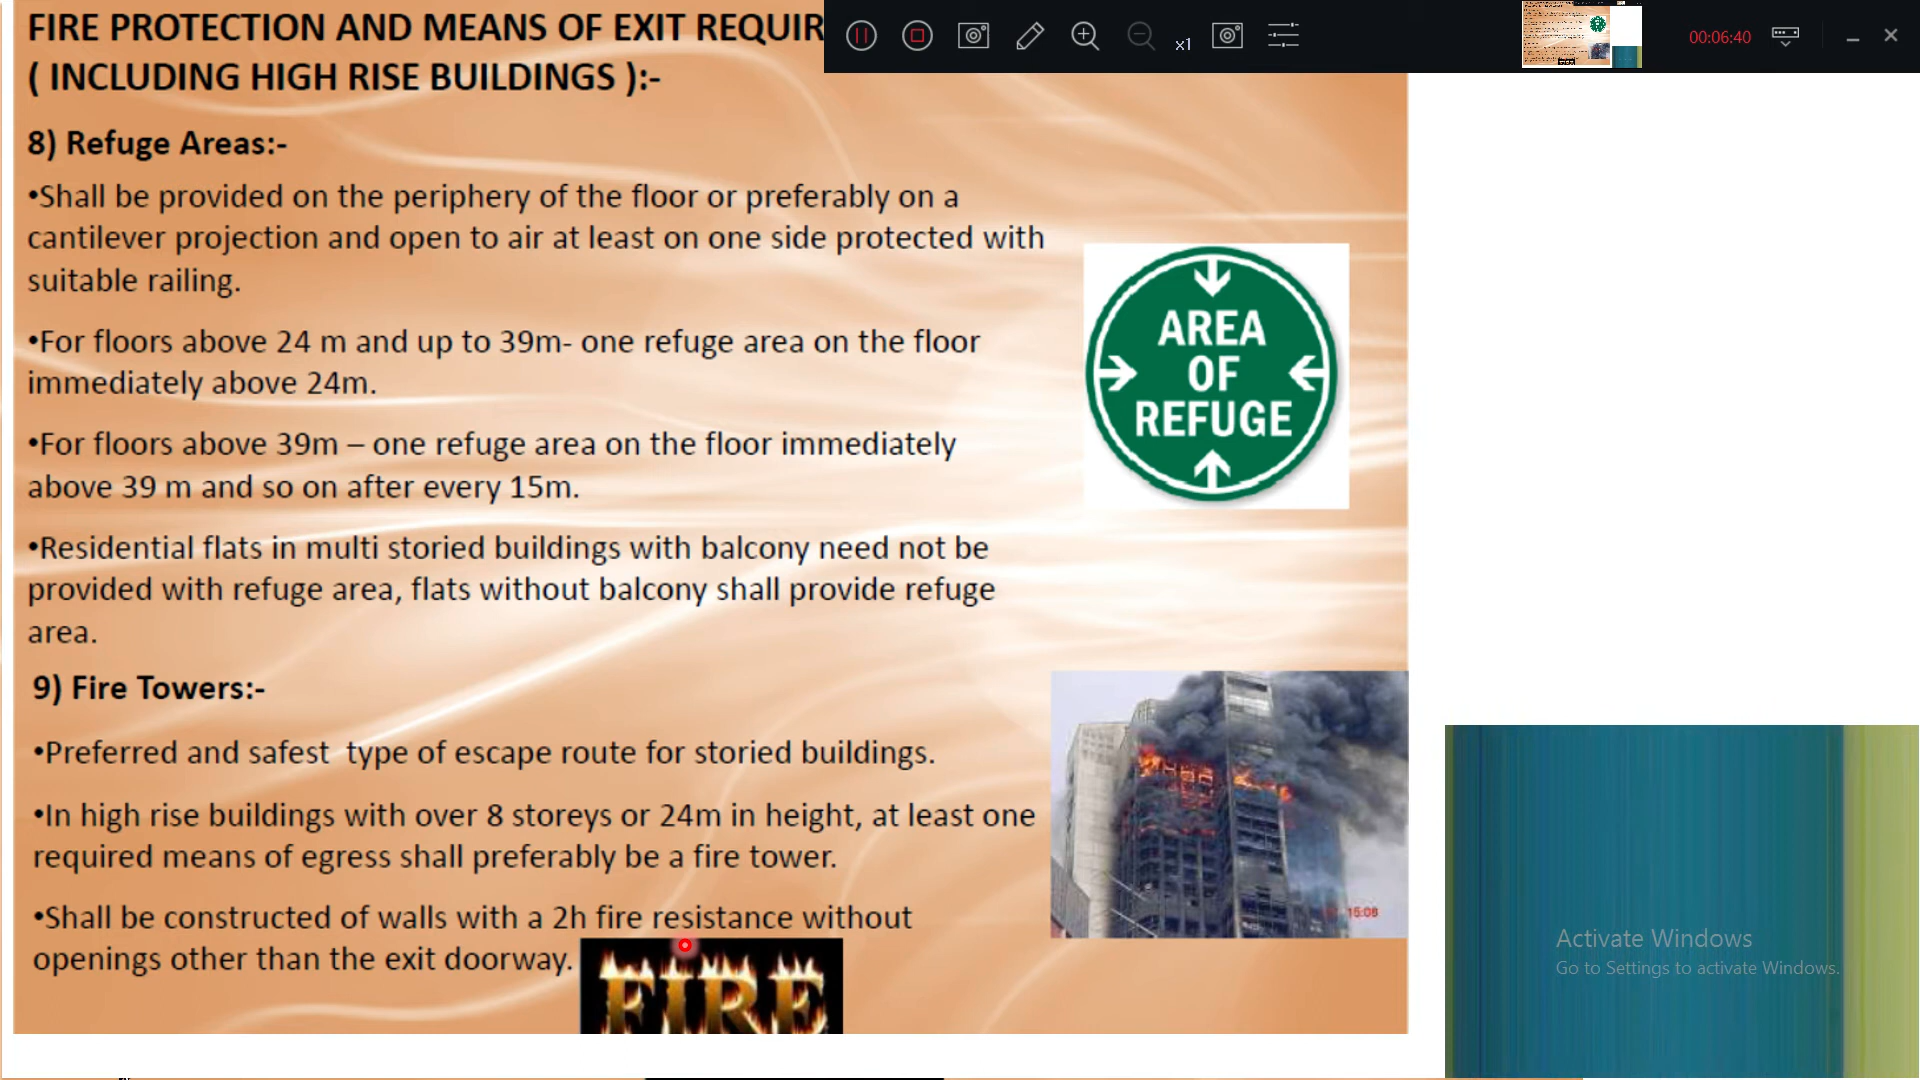 FIRE PROTECTION AND MEANS OF EXIT REQUIR
( INCLUDING HIGH RISE BUILDINGS ):-
8) Refuge Areas:-
•Shall be provided on the periphery of the floor or preferably on a
cantilever projection and open to air at least on one side protected with
suitable railing.
•For floors above 24 m and up to 39m- one refuge area on the floor
immediately above 24m.
•For floors above 39m – one refuge area on the floor immediately
above 39 m and so on after every 15m.
•Residential flats in multi storied buildings with balcony need not be
provided with refuge area, flats without balcony shall provide refuge
area.
9) Fire Towers:-
•Preferred and safest  type of escape route for storied buildings.
•In high rise buildings with over 8 storeys or 24m in height, at least one
required means of egress shall preferably be a fire tower.
•Shall be constructed of walls with a 2h fire resistance without
openings other than the exit doorway.
FIRE
AREA
OF
REFUGE
15:08
x1
00:06:40
Activate Windows
Go to Settings to activate Windows.